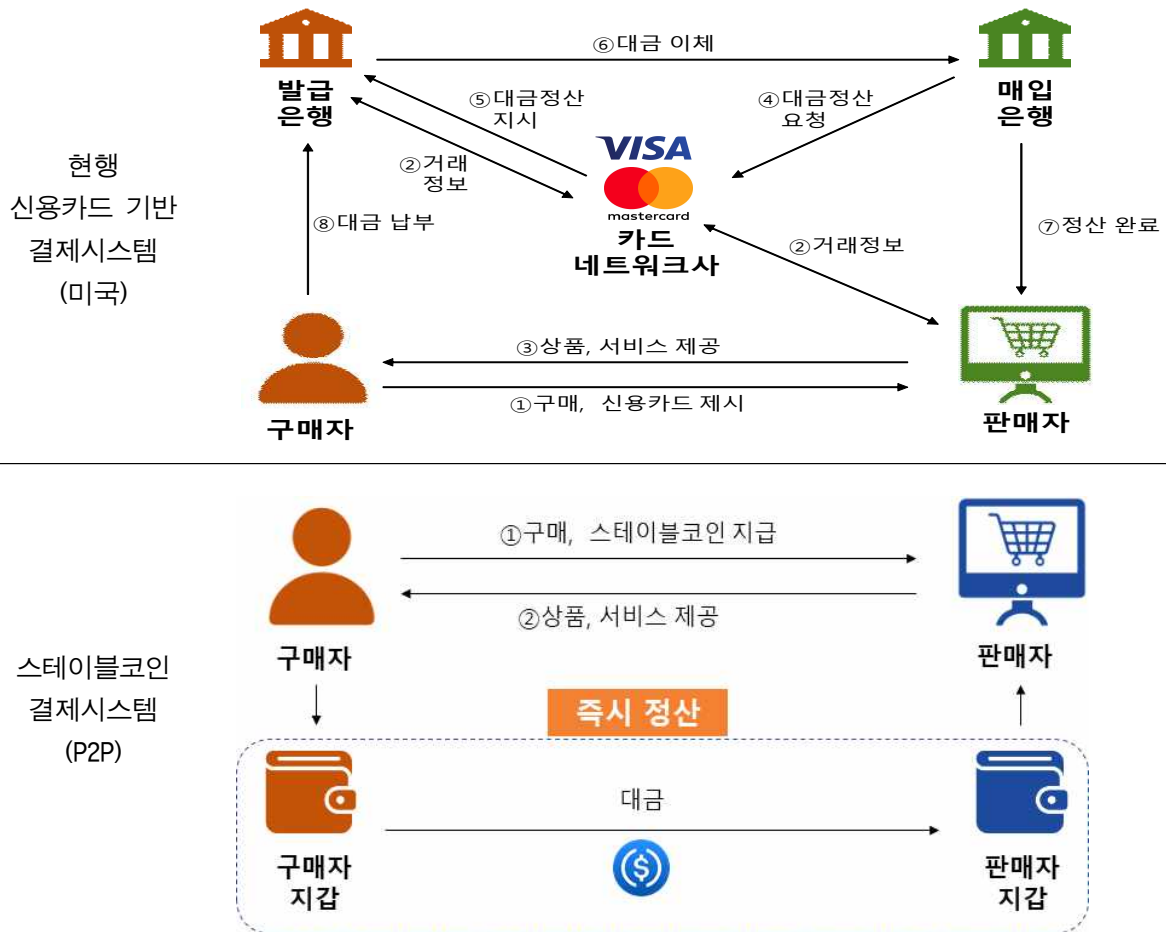 현행
신용카드 기반
결제시스템
(미국)
발급
은행
⑥대금 이체
매입
은행
⑤대금정산
지시
④대금정산
요청
VISA
mastercard
카드
네트워크사
②거래
정보
⑧대금 납부
②거래정보
⑦정산 완료
③상품, 서비스 제공
①구매, 신용카드 제시
구매자
판매자
스테이블코인
결제시스템
(P2P)
①구매, 스테이블코인 지급
②상품, 서비스 제공
구매자
판매자
즉시 정산
대금
$
구매자
지갑
판매자
지갑